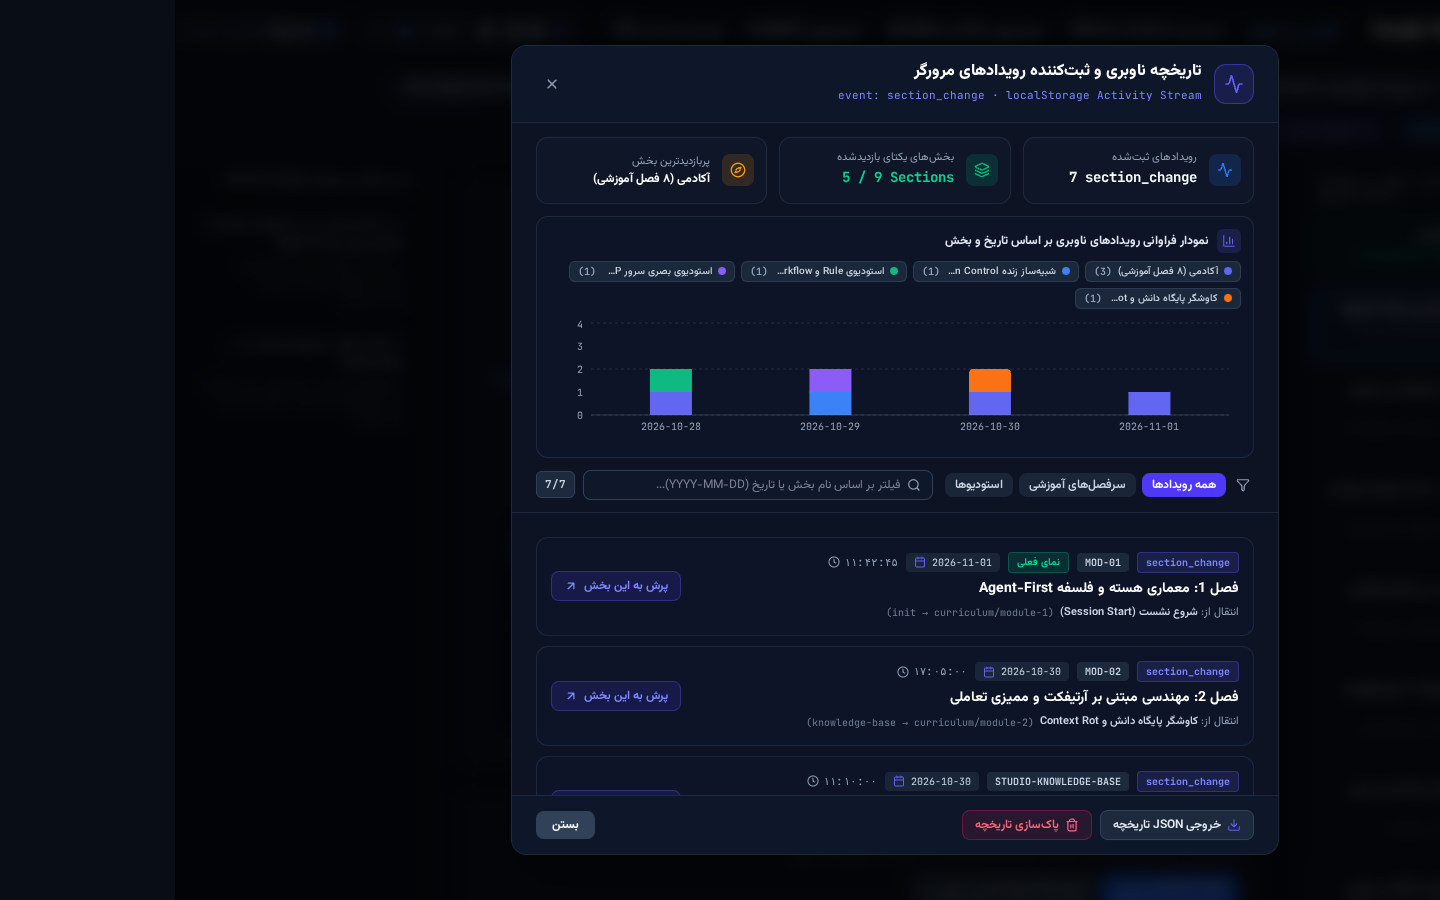 تاریخچه ناوبری و ثبت‌کننده رویدادهای مرورگر
event: section_change · localStorage Activity Stream
رویدادهای ثبت‌شده
7 section_change
بخش‌های یکتای بازدیدشده
5 / 9 Sections
پربازدیدترین بخش
آکادمی (۸ فصل آموزشی)
نمودار فراوانی رویدادهای ناوبری بر اساس تاریخ و بخش
آکادمی (۸ فصل آموزشی) (3)
شبیه‌ساز زنده n Control... (1)
استودیوی Rule و rkflow... (1)
استودیوی بصری سرور P... (1)
کاوشگر پایگاه دانش و ot... (1)
4
3
2
1
0
2026-10-28
2026-10-29
2026-10-30
2026-11-01
همه رویدادها
سرفصل‌های آموزشی
استودیوها
فیلتر بر اساس نام بخش یا تاریخ (YYYY-MM-DD)...
7/7
section_change MOD-01 نمای فعلی 2026-11-01 ۱۱:۴۲:۴۵
فصل 1: معماری هسته و فلسفه Agent-First
انتقال از: شروع نشست (Session Start) (init → curriculum/module-1)
پرش به این بخش
section_change MOD-02 2026-10-30 ۱۷:۰۵:۰۰
فصل 2: مهندسی مبتنی بر آرتیفکت و ممیزی تعاملی
انتقال از: کاوشگر پایگاه دانش و Context Rot (knowledge-base → curriculum/module-2)
پرش به این بخش
section_change STUDIO-KNOWLEDGE-BASE 2026-10-30 ۱۱:۱۰:۰۰
خروجی JSON تاریخچه
پاک‌سازی تاریخچه
بستن